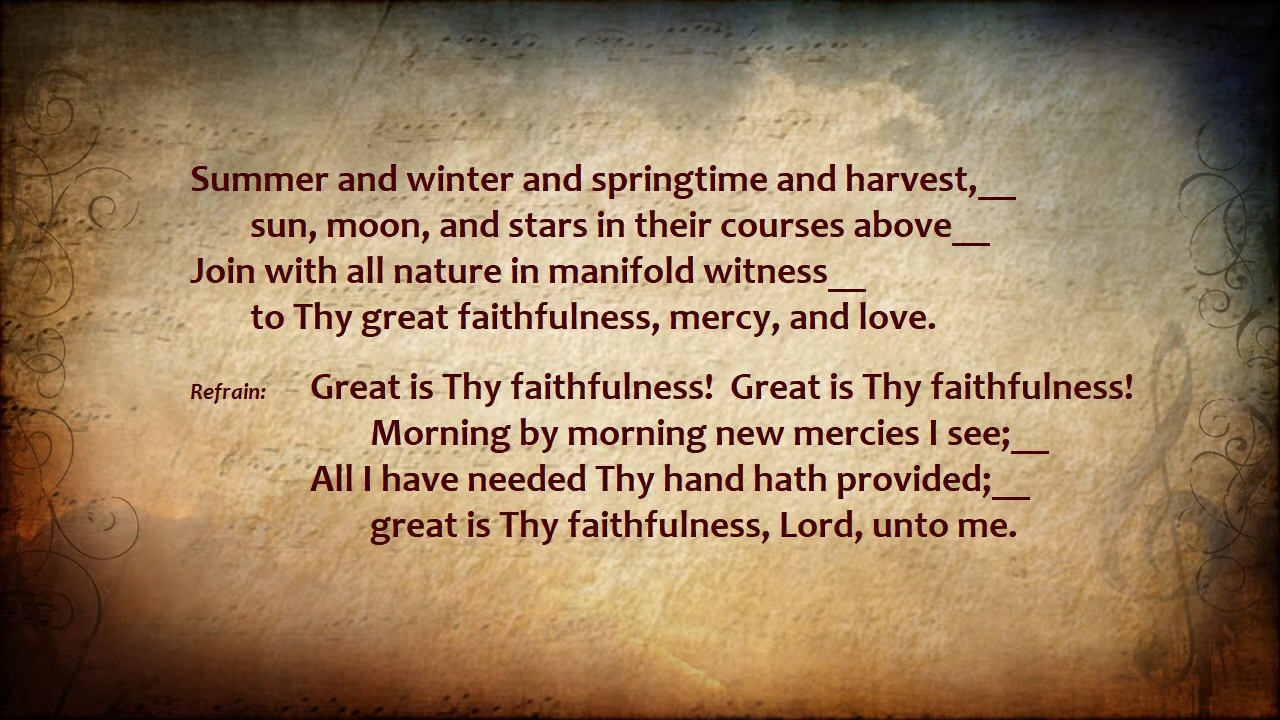 Summer and winter and springtime and harvest,__
sun, moon, and stars in their courses above__
Join with all nature in manifold witness__
to Thy great faithfulness, mercy, and love.
Refrain: Great is Thy faithfulness!  Great is Thy faithfulness!
Morning by morning new mercies I see;__
All I have needed Thy hand hath provided;__
great is Thy faithfulness, Lord, unto me.